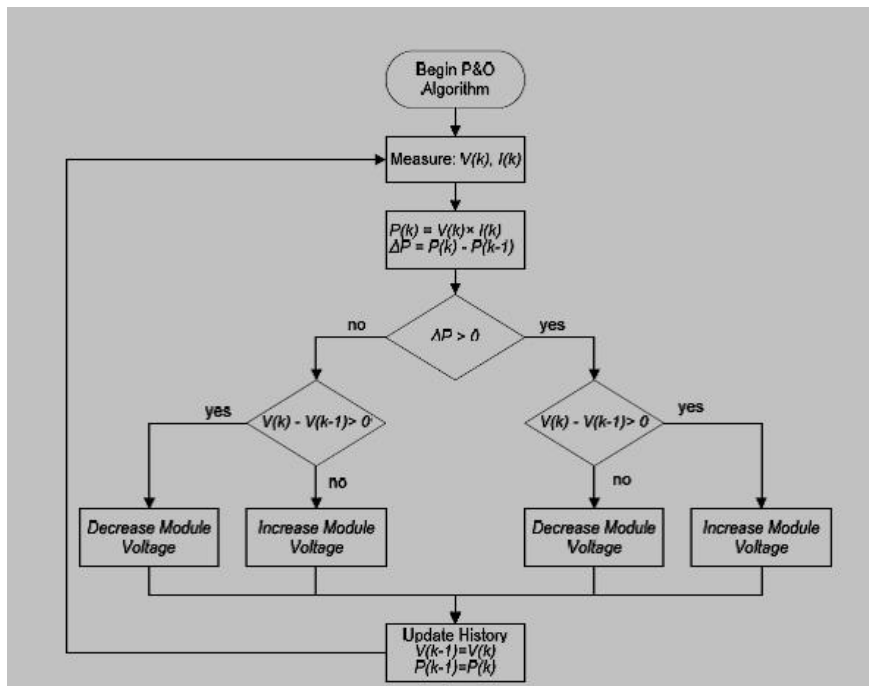 Begin P&O
Algorithm
Measure: V(k), I(k)
P(k) = V(k)× I(k)
ΔP = P(k) - P(k-1)
no
ΔP > 0
yes
yes
V(k) - V(k-1)> 0
V(k) - V(k-1)> 0
yes
no
no
Decrease Module
Voltage
Increase Module
Voltage
Decrease Module
Voltage
Increase Module
Voltage
Update History
V(k-1)=V(k)
P(k-1)=P(k)